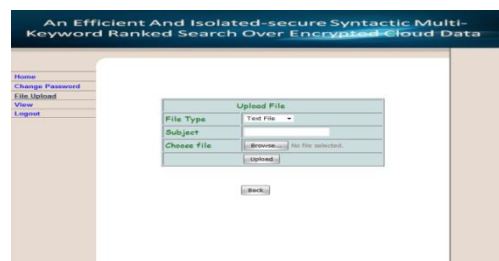 An Efficient And Isolated-secure Syntactic Multi-
Keyword Ranked Search Over Encrypted Cloud Data
Home
Change Password
File Upload
View
Logout
Upload File
File Type Text File
Subject
Choose file Browse... No file selected.
Upload
Back